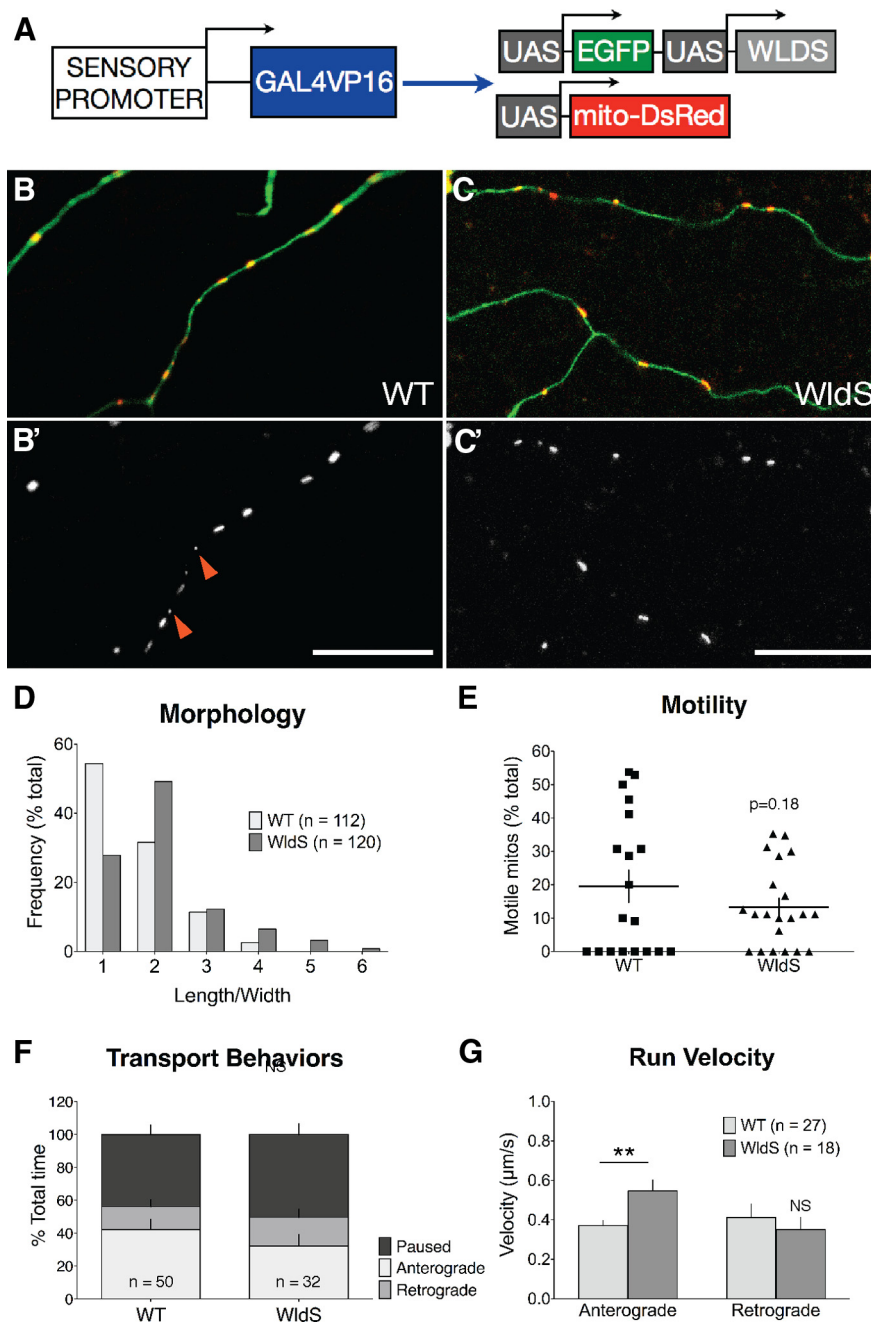 A
SENSORY
PROMOTER
GAL4VP16
UAS
EGFP
UAS
WLDS
UAS
mito-DsRed
B
WT
C
WldS
B'
C'
D
Morphology
Frequency (% total)
60
40
20
0
1 2 3 4 5 6
Length/Width
WT (n = 112)
WldS (n = 120)
E
Motility
Motile mitos (% total)
60
50
40
30
20
10
0
p=0.18
WT
WldS
F
Transport Behaviors
NS
% Total time
120
100
80
60
40
20
0
n = 50
n = 32
WT
WldS
Paused
Anterograde
Retrograde
G
Run Velocity
Velocity (µm/s)
1.0
0.8
0.6
0.4
0.2
0.0
WT (n = 27)
WldS (n = 18)
**
NS
Anterograde
Retrograde